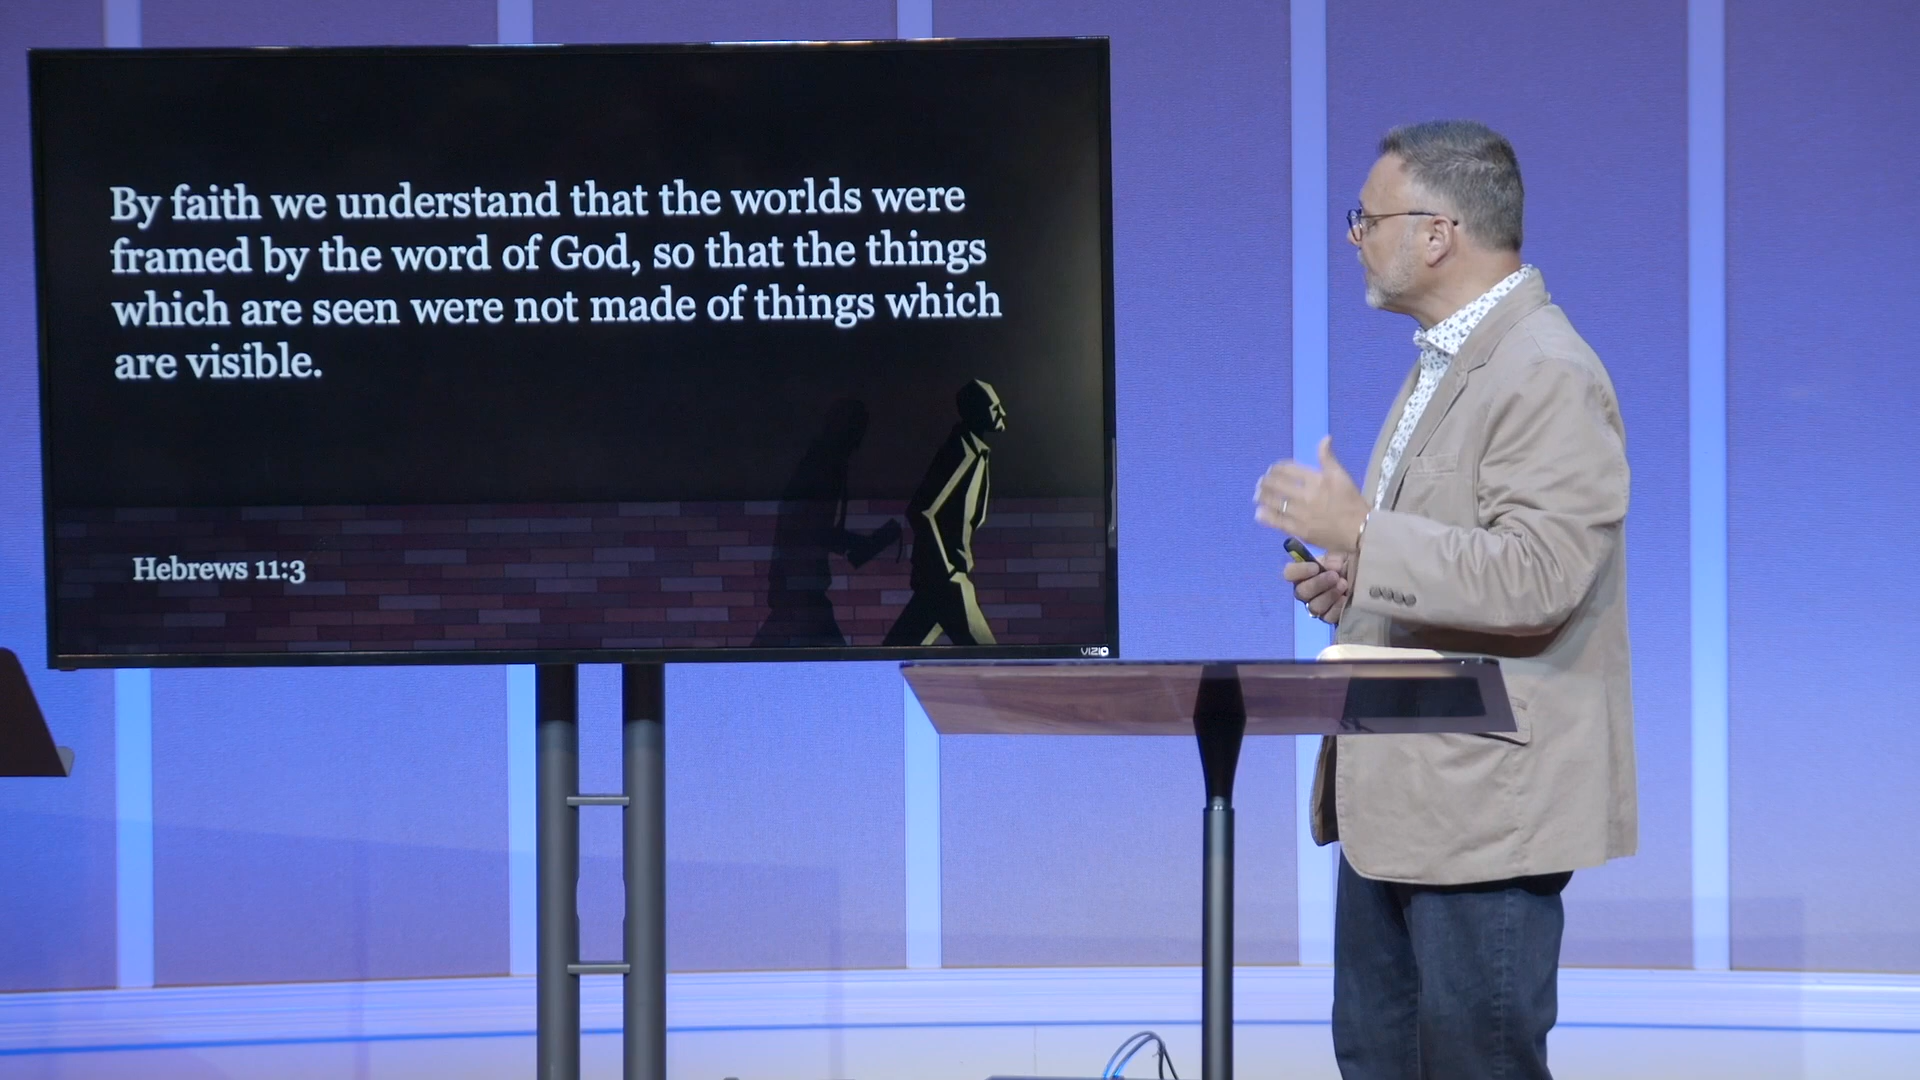 By faith we understand that the worlds were
framed by the word of God, so that the things
which are seen were not made of things which
are visible.
Hebrews 11:3
VIZIO